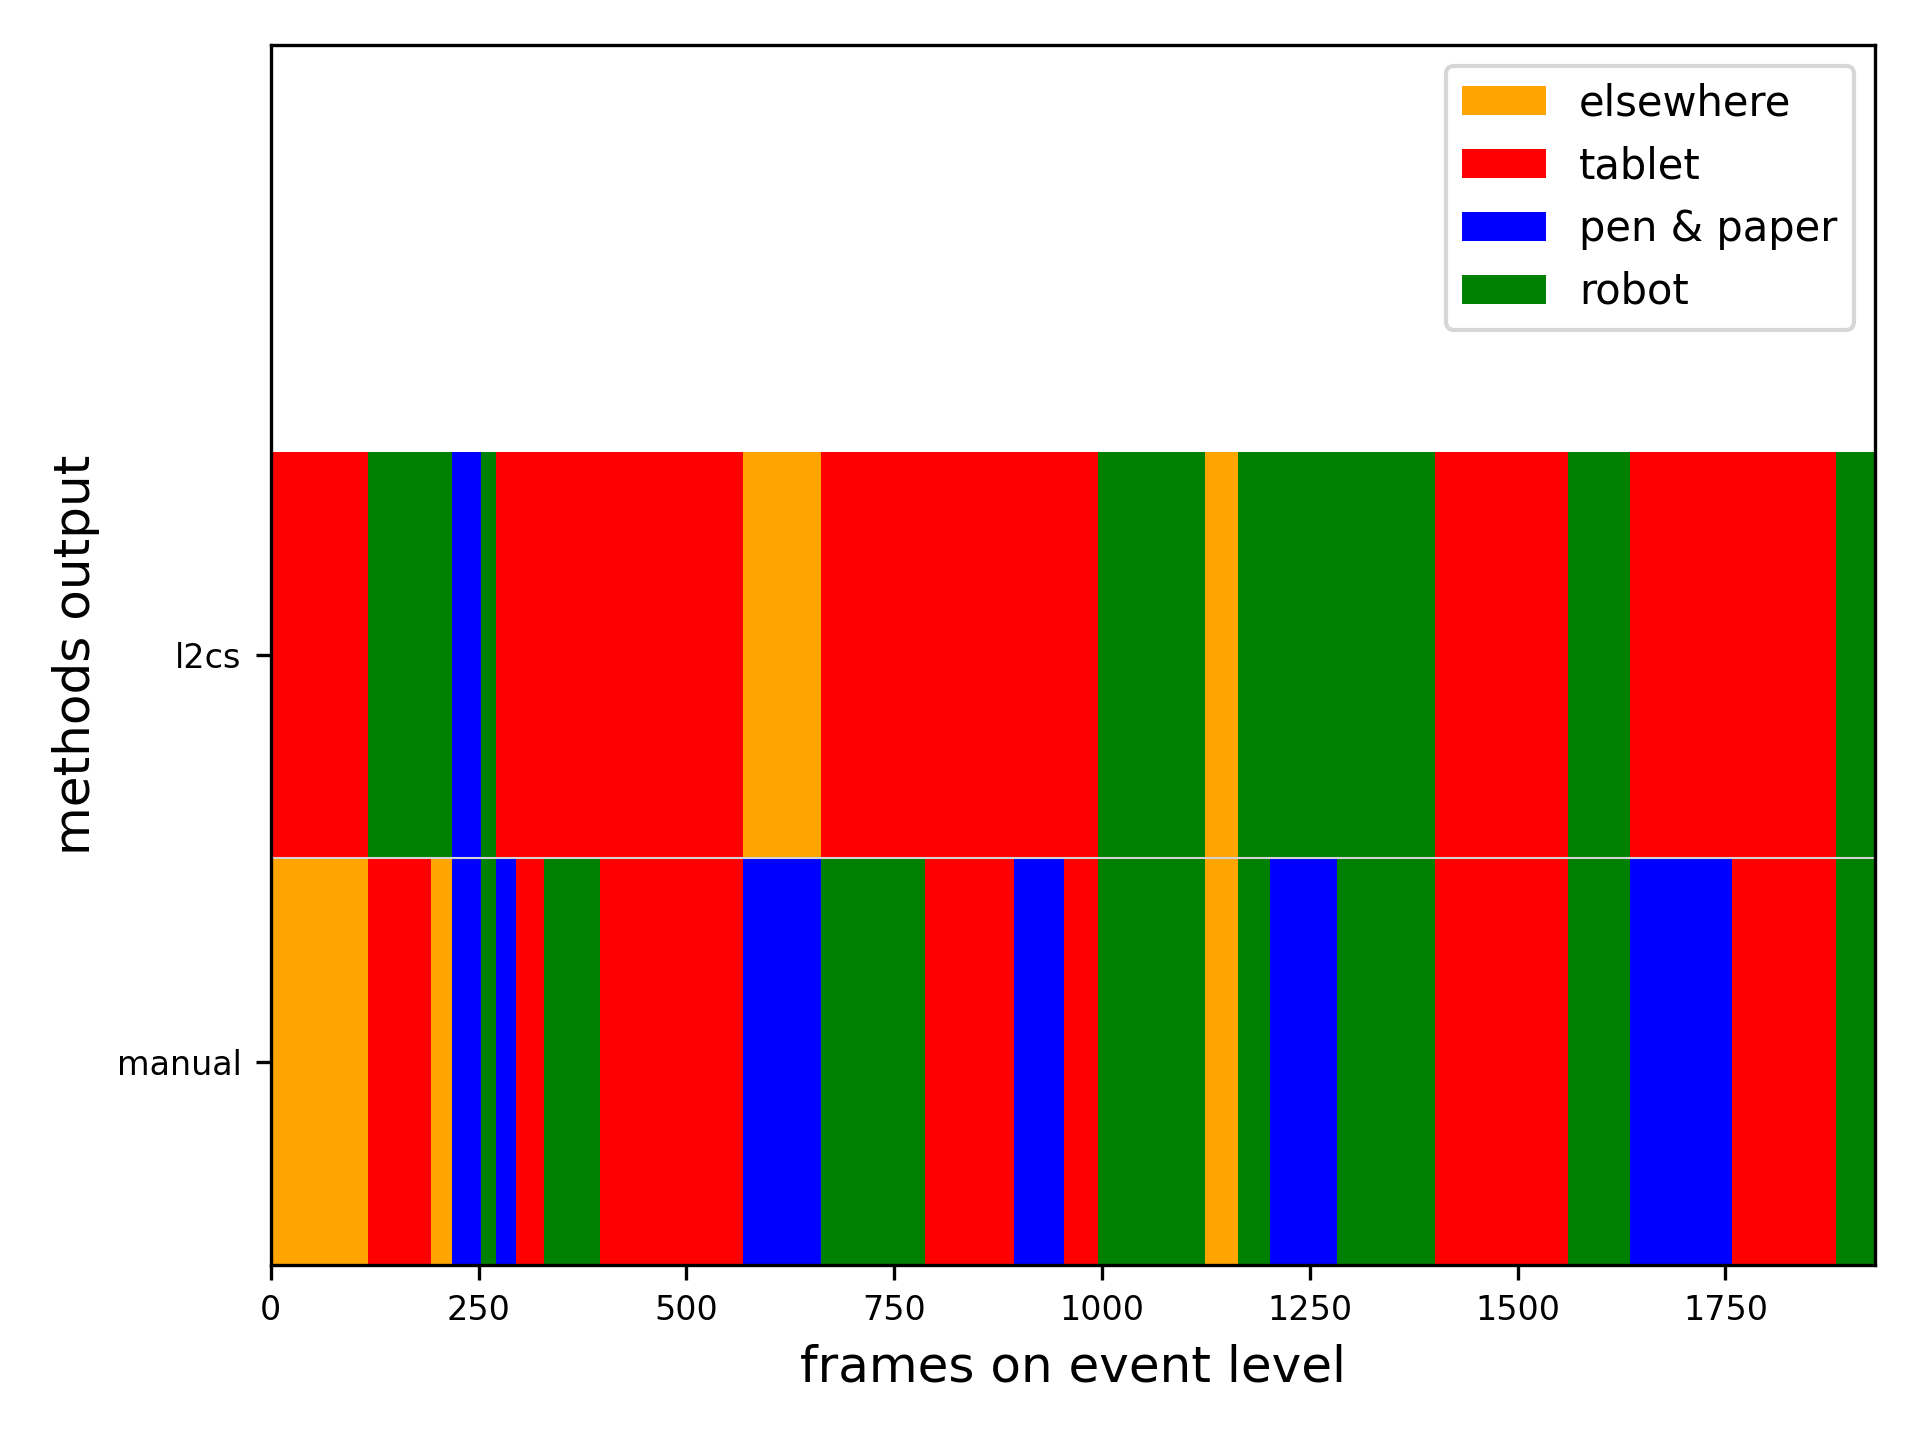 elsewhere
tablet
pen & paper
robot
methods output
l2cs
manual
0 250 500 750 1000 1250 1500 1750
frames on event level